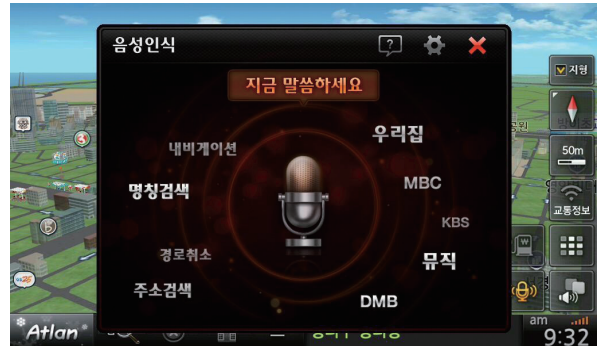 음성인식
지금 말씀하세요
내비게이션
우리집
명칭검색
MBC
KBS
경로취소
뮤직
주소검색
DMB
지형
50m
교통정보
Atlan
am
9:32